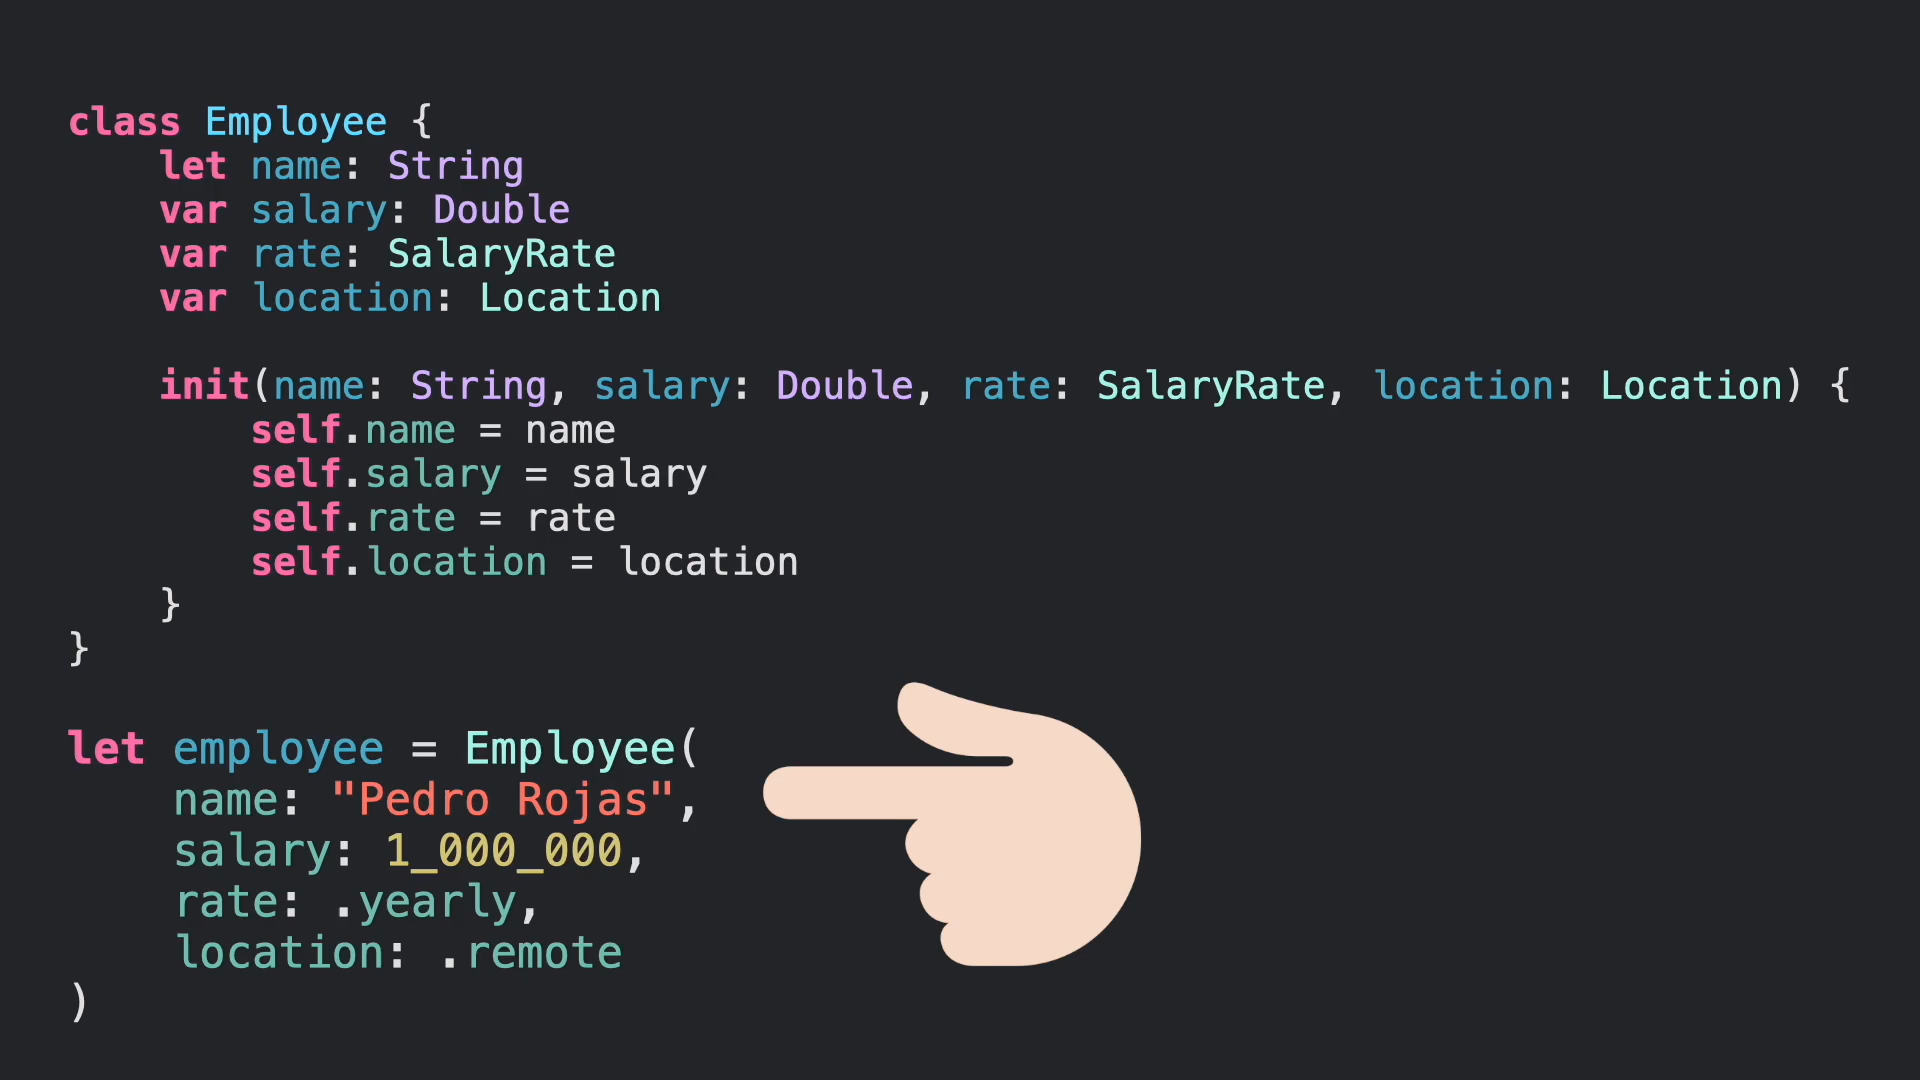 class Employee {
    let name: String
    var salary: Double
    var rate: SalaryRate
    var location: Location
    init(name: String, salary: Double, rate: SalaryRate, location: Location) {
        self.name = name
        self.salary = salary
        self.rate = rate
        self.location = location
    }
}
let employee = Employee(
    name: "Pedro Rojas",
    salary: 1_000_000,
    rate: .yearly,
    location: .remote
)